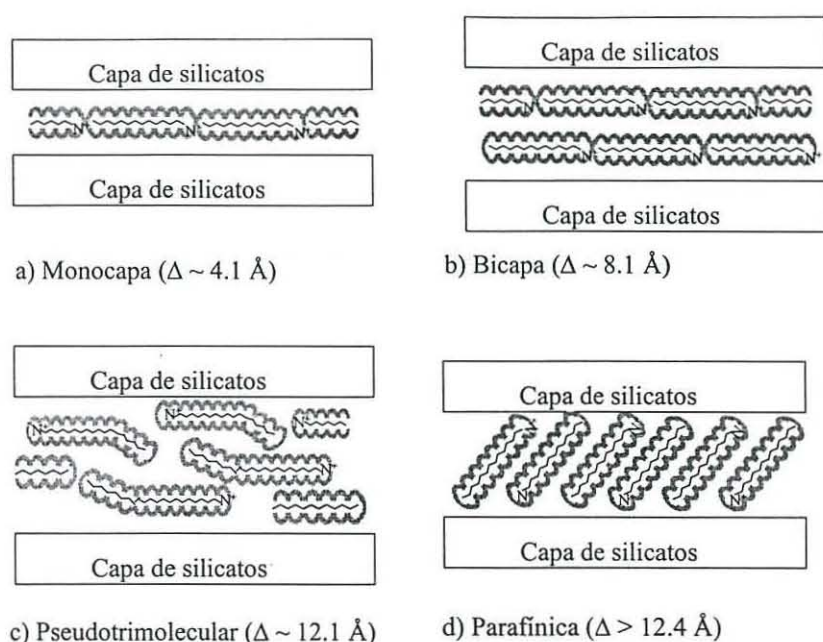 Capa de silicatos
N⁺ N⁺
Capa de silicatos
a) Monocapa (Δ ~ 4.1 Å)
Capa de silicatos
N⁺ N⁺
N⁺ N⁺ N⁺
Capa de silicatos
b) Bicapa (Δ ~ 8.1 Å)
Capa de silicatos
N⁺ N⁺
N⁺ N⁺
Capa de silicatos
c) Pseudotrimolecular (Δ ~ 12.1 Å)
Capa de silicatos
N N N
Capa de silicatos
d) Parafínica (Δ > 12.4 Å)